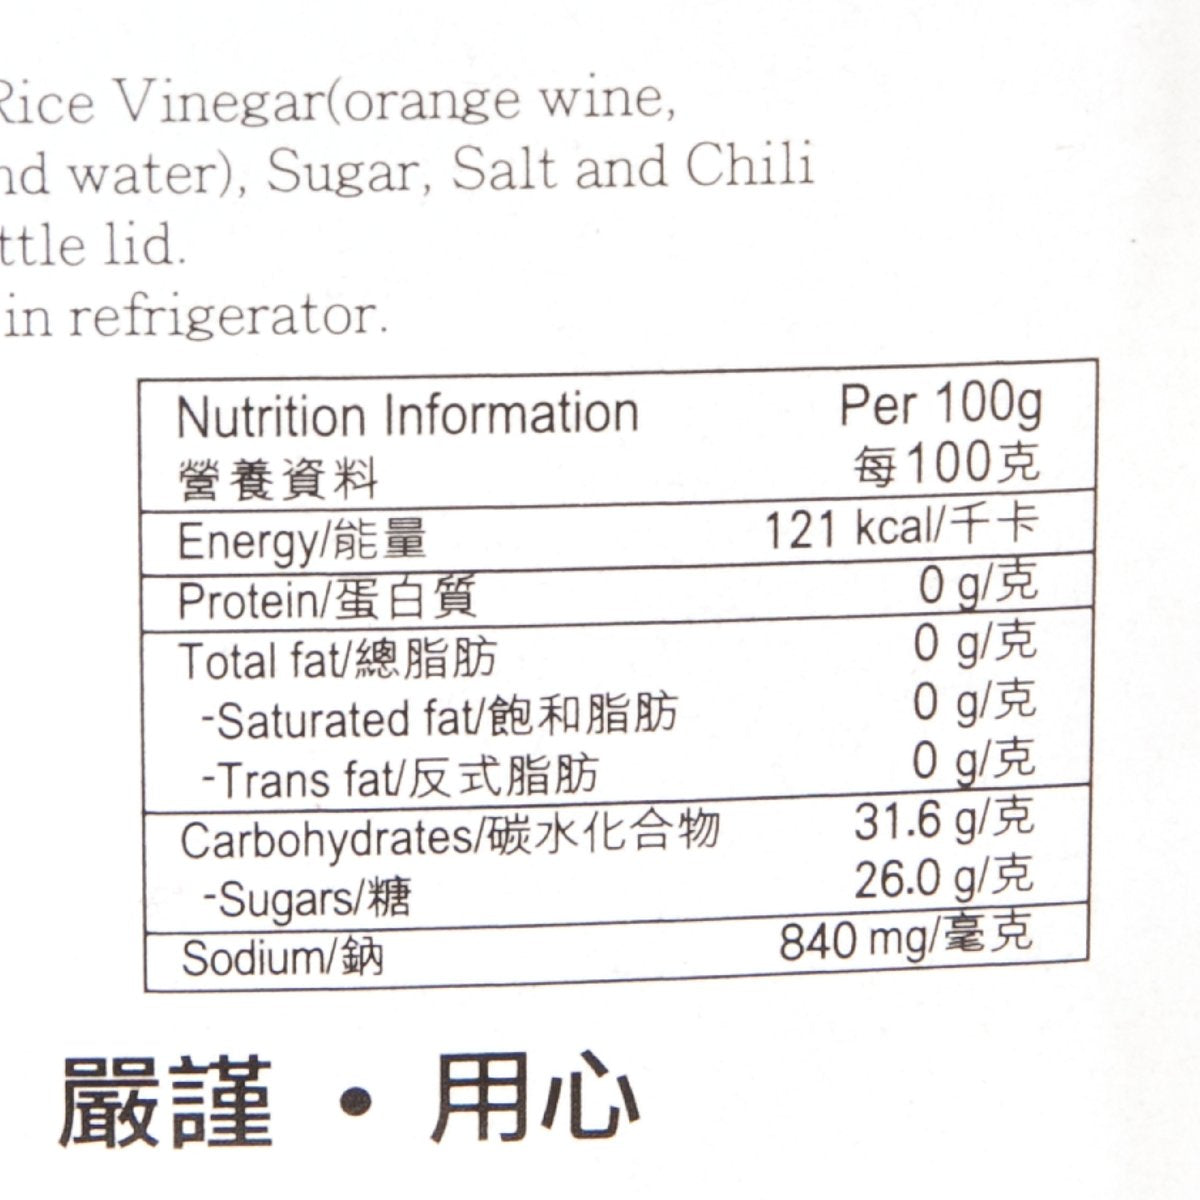 Rice Vinegar(orange wine,
nd water), Sugar, Salt and Chili
ttle lid.
in refrigerator.
Nutrition Information Per 100g
營養資料 每100克
Energy/能量 121 kcal/千卡
Protein/蛋白質 0 g/克
Total fat/總脂肪 0 g/克
-Saturated fat/飽和脂肪 0 g/克
-Trans fat/反式脂肪 0 g/克
Carbohydrates/碳水化合物 31.6 g/克
-Sugars/糖 26.0 g/克
Sodium/鈉 840 mg/毫克
嚴謹・用心